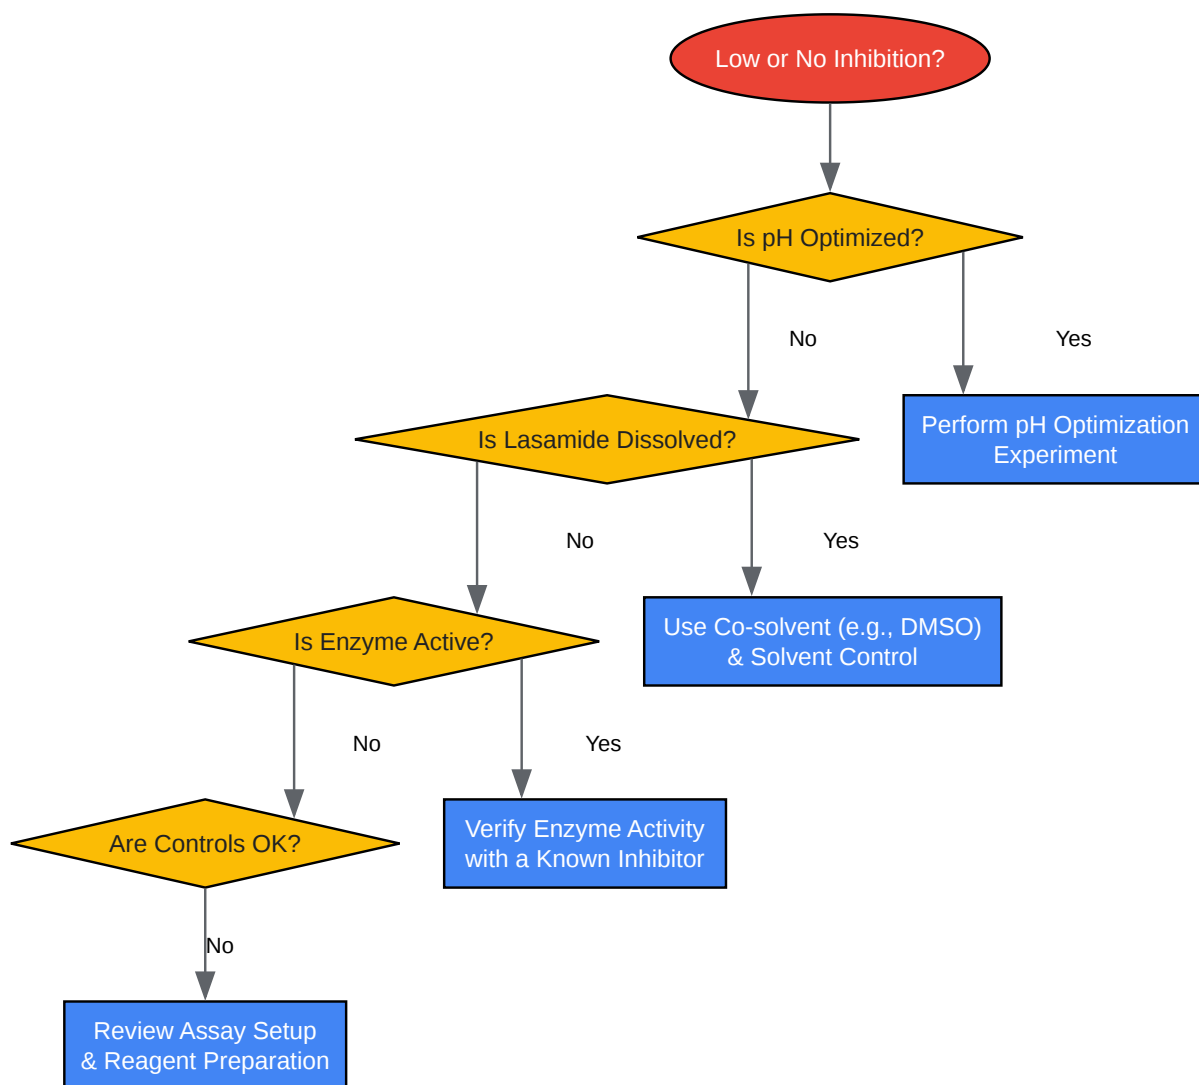 Low or No Inhibition?
Is pH Optimized?
No
Yes
Perform pH Optimization
Experiment
Is Lasamide Dissolved?
No
Yes
Use Co-solvent (e.g., DMSO)
& Solvent Control
Is Enzyme Active?
No
Yes
Verify Enzyme Activity
with a Known Inhibitor
Are Controls OK?
No
Review Assay Setup
& Reagent Preparation